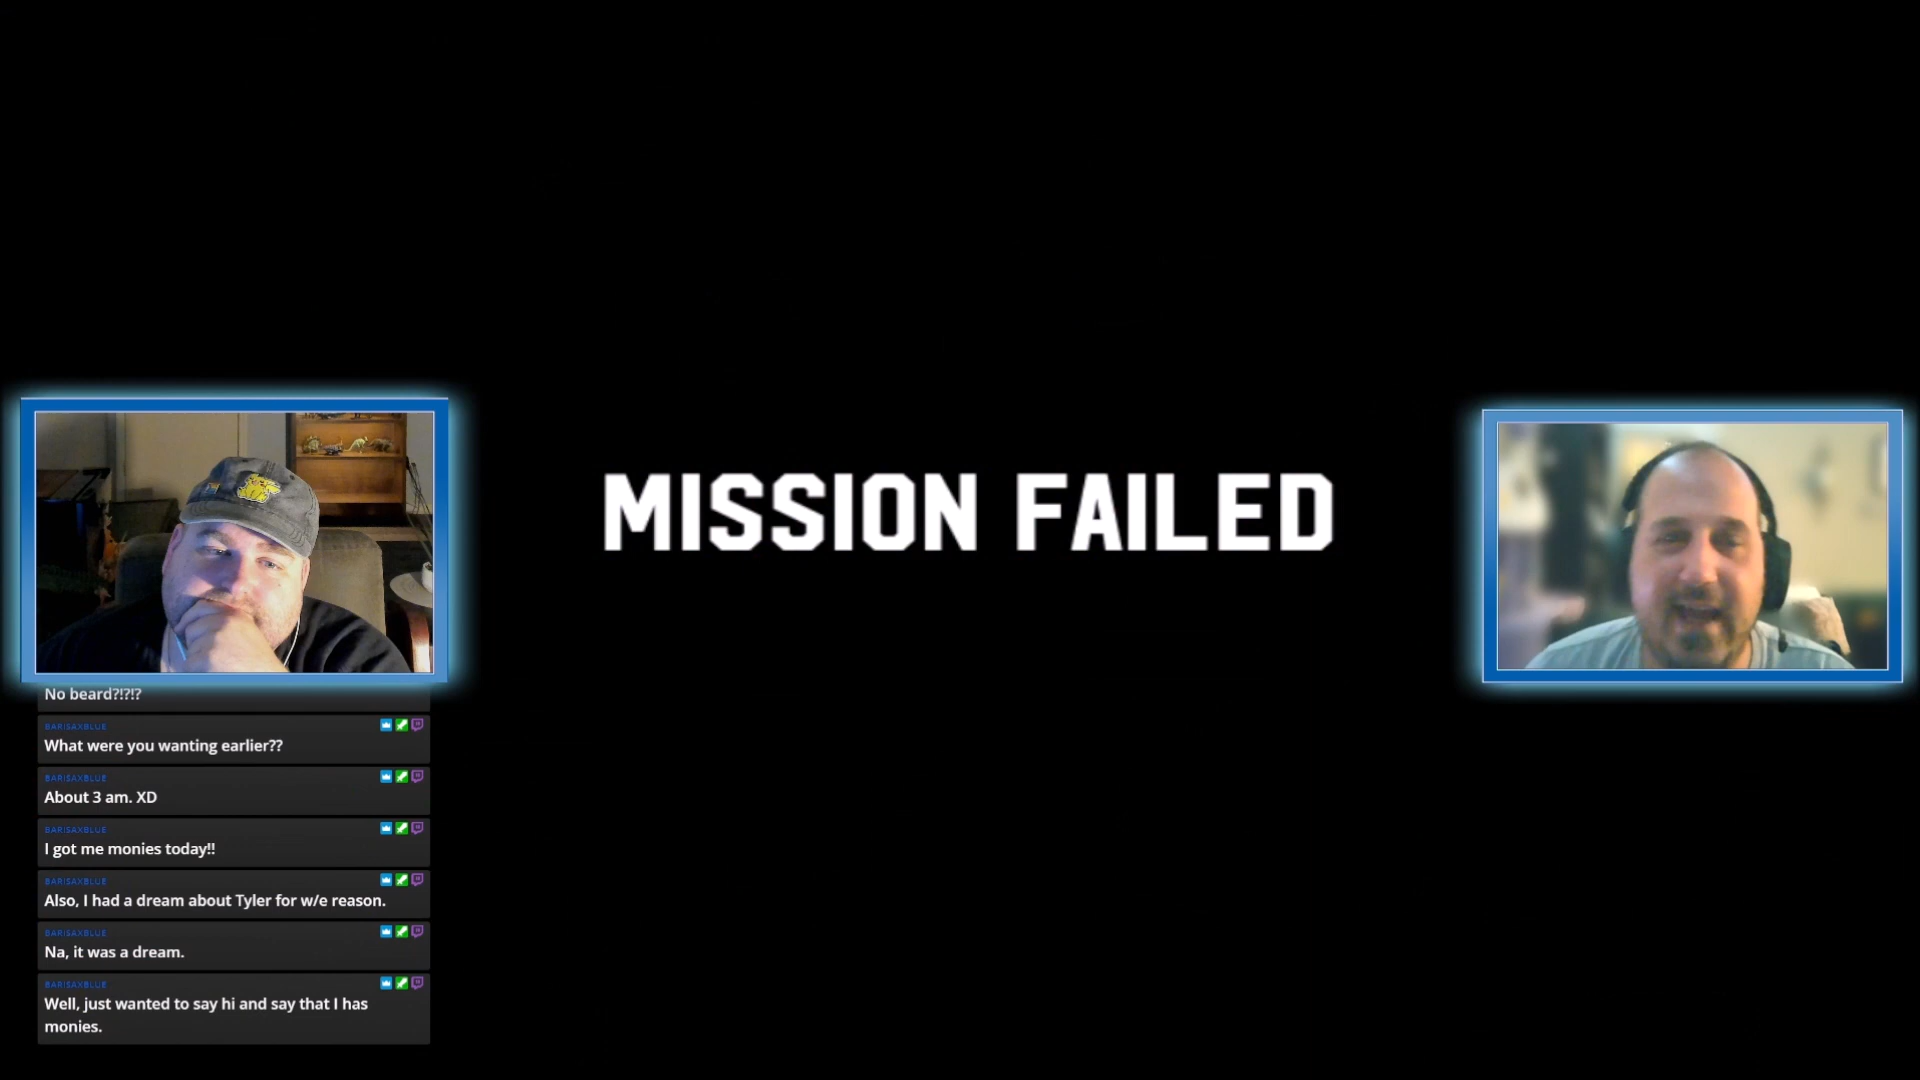 MISSION FAILED
No beard?!?!?
BARISAXBLUE
What were you wanting earlier??
BARISAXBLUE
About 3 am. XD
BARISAXBLUE
I got me monies today!!
BARISAXBLUE
Also, I had a dream about Tyler for w/e reason.
BARISAXBLUE
Na, it was a dream.
BARISAXBLUE
Well, just wanted to say hi and say that I has
monies.